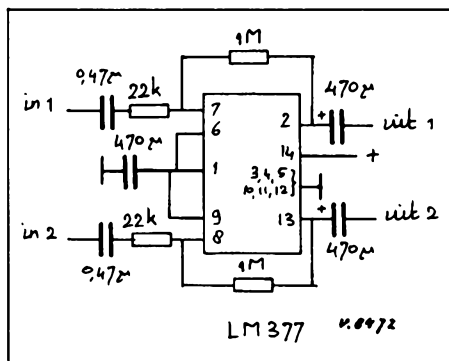 1M
0,47μ
in 1
22k
470μ
7
6
1
9
8
2
14
3,4,5
10,11,12
13
470μ
+
uit 1
+
+
uit 2
470μ
in 2
22k
0,47μ
1M
LM377
v.8472